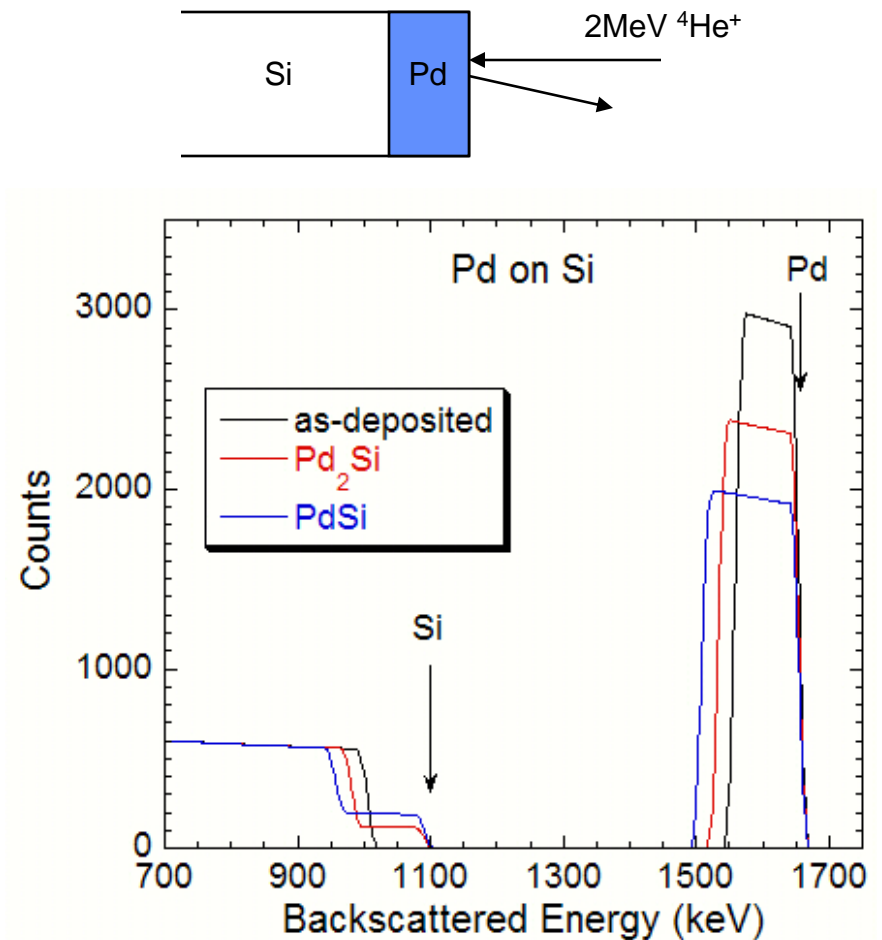 2MeV ⁴He⁺
Si
Pd
Pd on Si
Pd
3000
as-deposited
Pd₂Si
2000
PdSi
Counts
Si
1000
0
700
900
1100
1300
1500
1700
Backscattered Energy (keV)